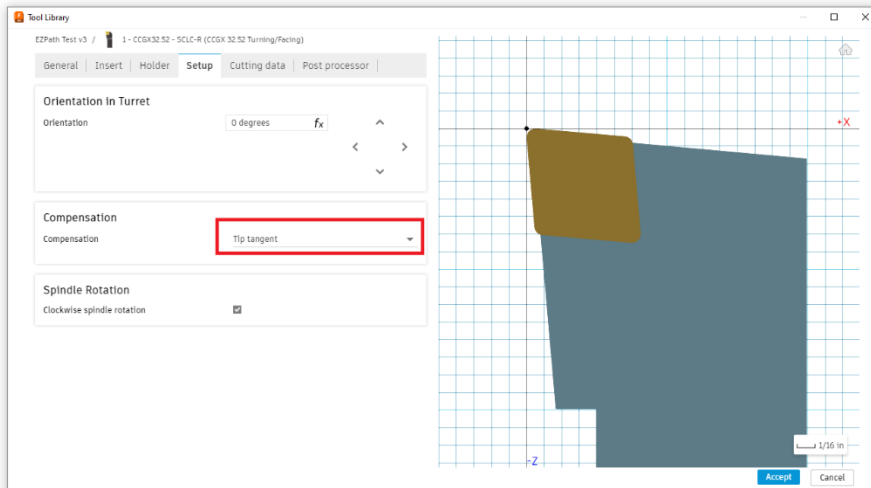 Tool Library
EZPath Test v3 / 1 - CCGX32.52 - SCLC-R (CCGX 32.52 Turning/Facing)
General Insert Holder Setup Cutting data Post processor
Orientation in Turret
Orientation 0 degrees fx
Compensation
Compensation Tip tangent
Spindle Rotation
Clockwise spindle rotation
+X
-Z
1/16 in
Accept Cancel